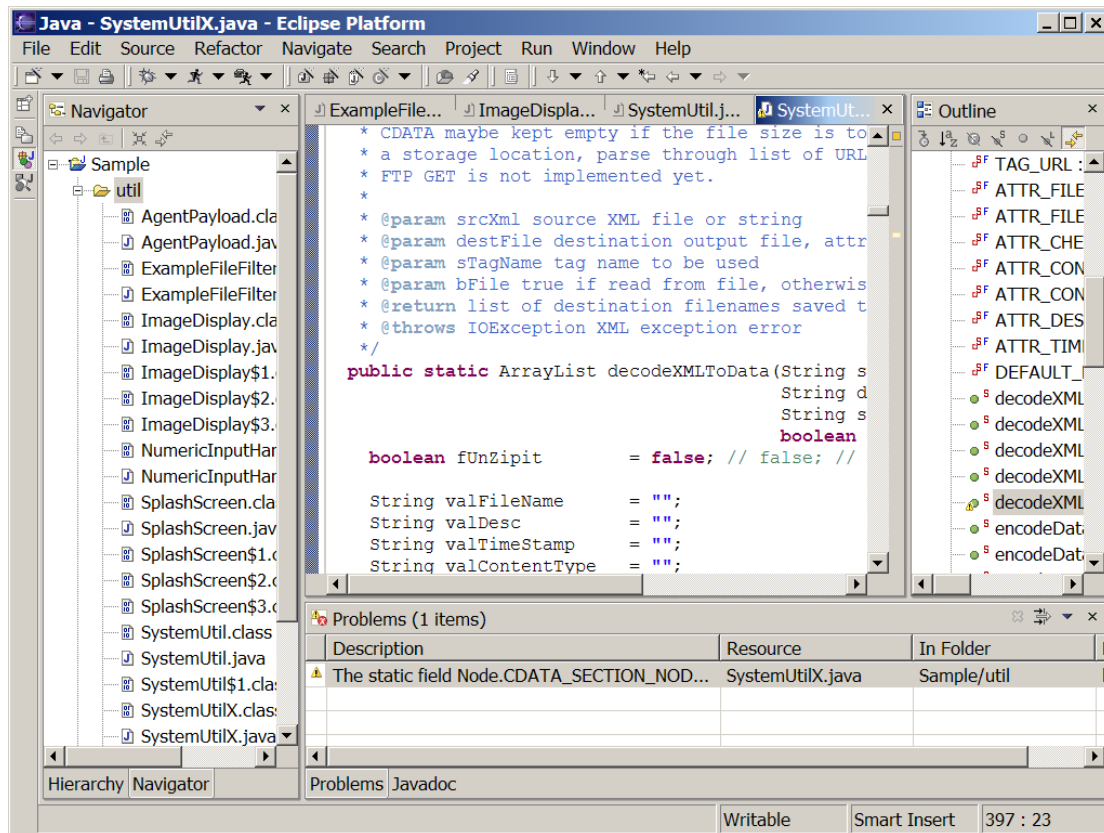 Java - SystemUtilX.java - Eclipse Platform
File Edit Source Refactor Navigate Search Project Run Window Help
Navigator
Sample
util
AgentPayload.cla
AgentPayload.jav
ExampleFileFilter
ExampleFileFilter
ImageDisplay.cla
ImageDisplay.jav
ImageDisplay$1.
ImageDisplay$2.
ImageDisplay$3.
NumericInputHar
NumericInputHar
SplashScreen.cla
SplashScreen.jav
SplashScreen$1.c
SplashScreen$2.c
SplashScreen$3.c
SystemUtil.class
SystemUtil.java
SystemUtil$1.cla
SystemUtilX.class
SystemUtilX.java
Hierarchy Navigator
ExampleFile... ImageDispla... SystemUtil.j... SystemUt...
* CDATA maybe kept empty if the file size is to
* a storage location, parse through list of URL
* FTP GET is not implemented yet.
*
* @param srcXml source XML file or string
* @param destFile destination output file, attr
* @param sTagName tag name to be used
* @param bFile true if read from file, otherwis
* @return list of destination filenames saved t
* @throws IOException XML exception error
*/
public static ArrayList decodeXMLToData(String s
String d
String s
boolean
boolean fUnZipit = false; // false; //
String valFileName = "";
String valDesc = "";
String valTimeStamp = "";
String valContentType = "";
Outline
TAG_URL :
ATTR_FILE
ATTR_FILE
ATTR_CHE
ATTR_CON
ATTR_CON
ATTR_DES
ATTR_TIMI
DEFAULT_
decodeXML
decodeXML
decodeXML
decodeXML
decodeXML
encodeData
encodeData
Problems (1 items)
Description Resource In Folder
The static field Node.CDATA_SECTION_NOD... SystemUtilX.java Sample/util
Problems Javadoc
Writable Smart Insert 397 : 23